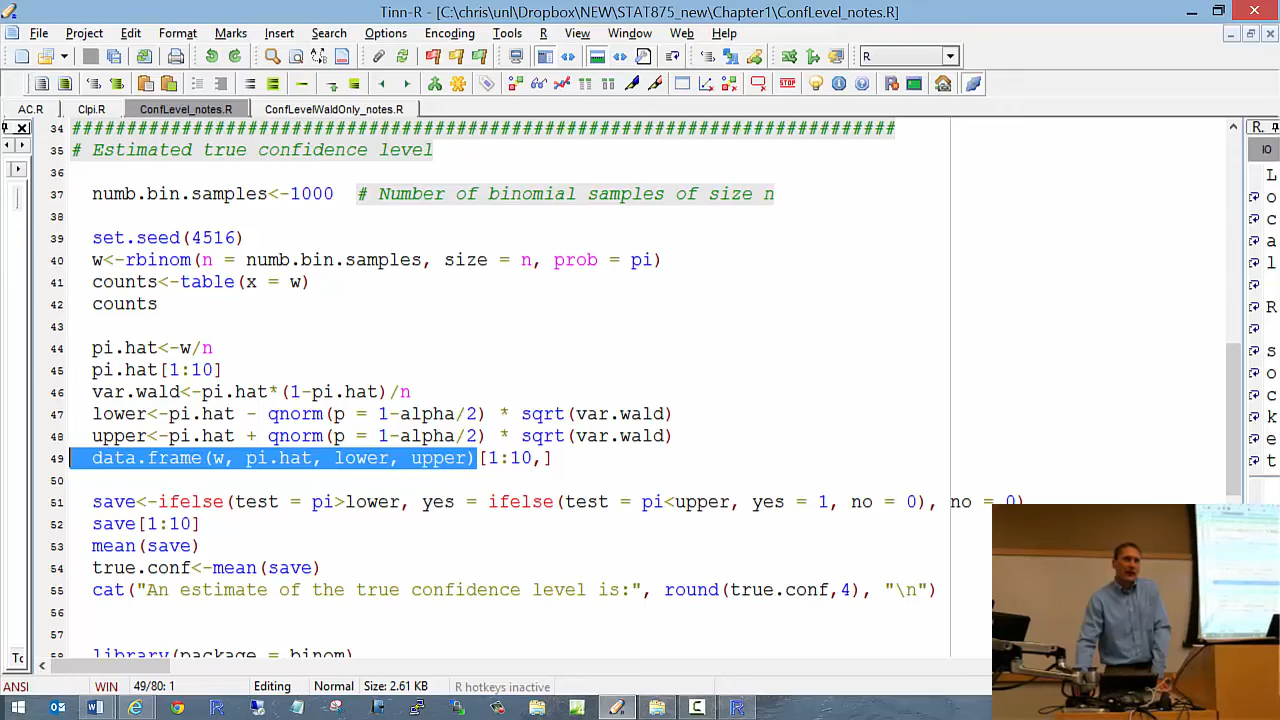 Tinn-R - [C:\chris\unl\Dropbox\NEW\STAT875_new\Chapter1\ConfLevel_notes.R]
File Project Edit Format Marks Insert Search Options Encoding Tools R View Window Web Help
R
AC.R CIpi.R ConfLevel_notes.R ConfLevelWaldOnly_notes.R
R.
IO
34 ###########################################################################
35 # Estimated true confidence level
36
37 numb.bin.samples<-1000 # Number of binomial samples of size n
38
39 set.seed(4516)
40 w<-rbinom(n = numb.bin.samples, size = n, prob = pi)
41 counts<-table(x = w)
42 counts
43
44 pi.hat<-w/n
45 pi.hat[1:10]
46 var.wald<-pi.hat*(1-pi.hat)/n
47 lower<-pi.hat - qnorm(p = 1-alpha/2) * sqrt(var.wald)
48 upper<-pi.hat + qnorm(p = 1-alpha/2) * sqrt(var.wald)
49 data.frame(w, pi.hat, lower, upper)[1:10,]
50
51 save<-ifelse(test = pi>lower, yes = ifelse(test = pi<upper, yes = 1, no = 0), no = 0)
52 save[1:10]
53 mean(save)
54 true.conf<-mean(save)
55 cat("An estimate of the true confidence level is:", round(true.conf,4), "\n")
56
57
58 library(package = binom)
L
o
c
a
l
R
s
o
c
k
e
t
Tc
ANSI WIN 49/80: 1 Editing Normal Size: 2.61 KB R hotkeys inactive